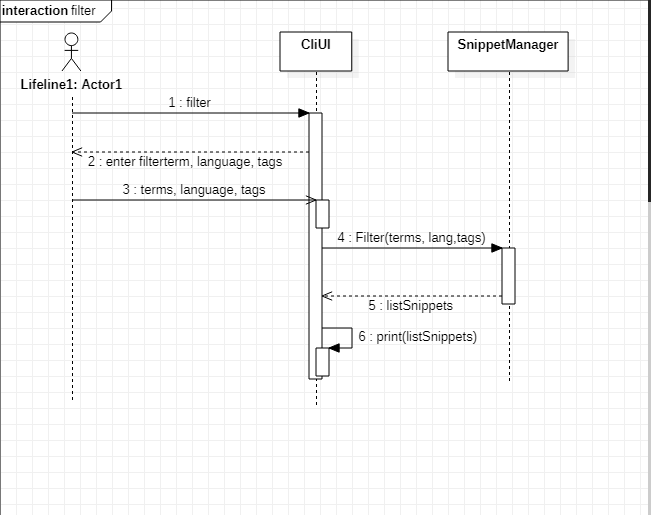 interaction filter
CliUI
SnippetManager
Lifeline1: Actor1
1 : filter
2 : enter filterterm, language, tags
3 : terms, language, tags
4 : Filter(terms, lang,tags)
5 : listSnippets
6 : print(listSnippets)